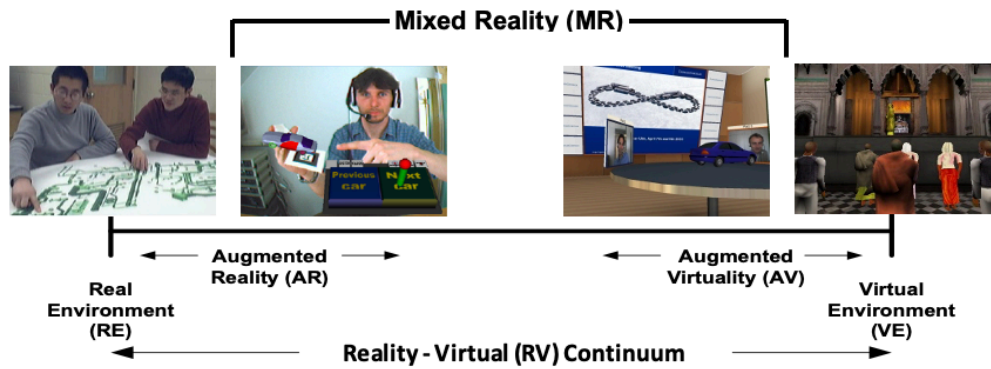 Mixed Reality (MR)
Previous
car
Next
car
Augmented
Reality (AR)
Augmented
Virtuality (AV)
Real
Environment
(RE)
Virtual
Environment
(VE)
Reality - Virtual (RV) Continuum